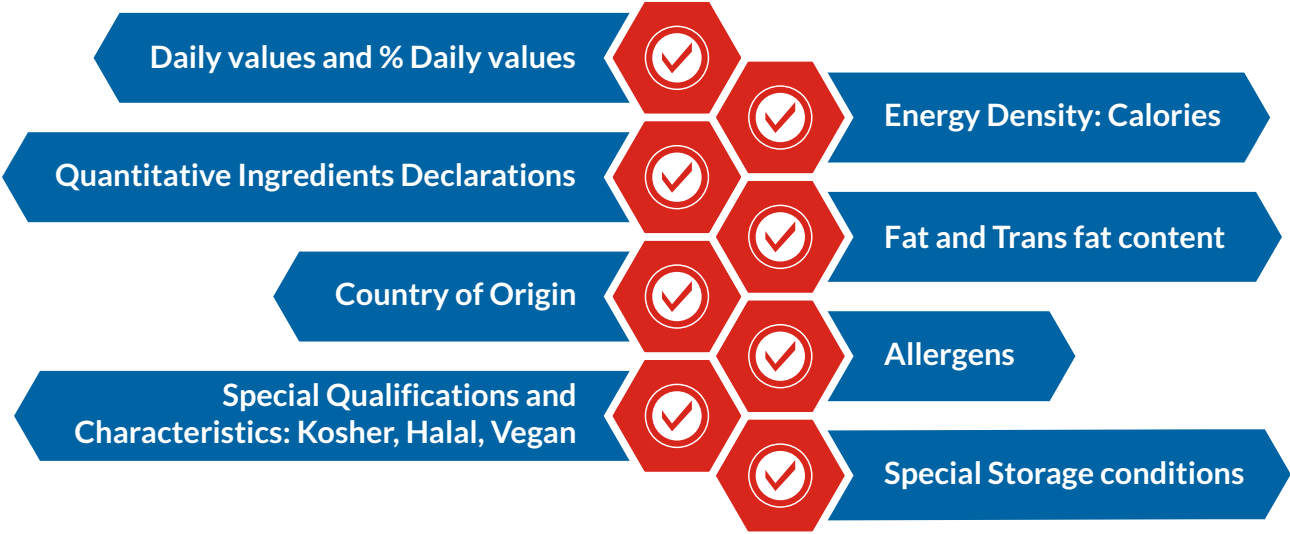 Daily values and % Daily values
Energy Density: Calories
Quantitative Ingredients Declarations
Fat and Trans fat content
Country of Origin
Allergens
Special Qualifications and
Characteristics: Kosher, Halal, Vegan
Special Storage conditions